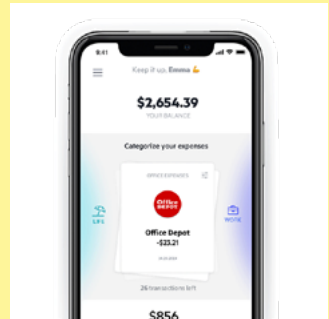 9:41
Keep it up, Emma 💪
$2,654.39
YOUR BALANCE
Categorize your expenses
OFFICE EXPENSES
Office
DEPOT
LIFE
WORK
Office Depot
-$23.21
26 transactions left
$856